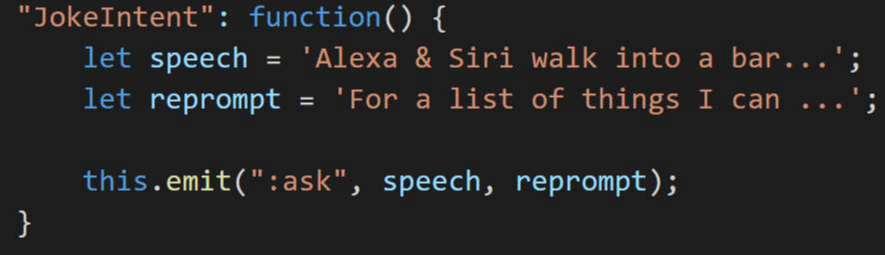 "JokeIntent": function() {
let speech = 'Alexa & Siri walk into a bar...';
let reprompt = 'For a list of things I can ...';
this.emit(":ask", speech, reprompt);
}